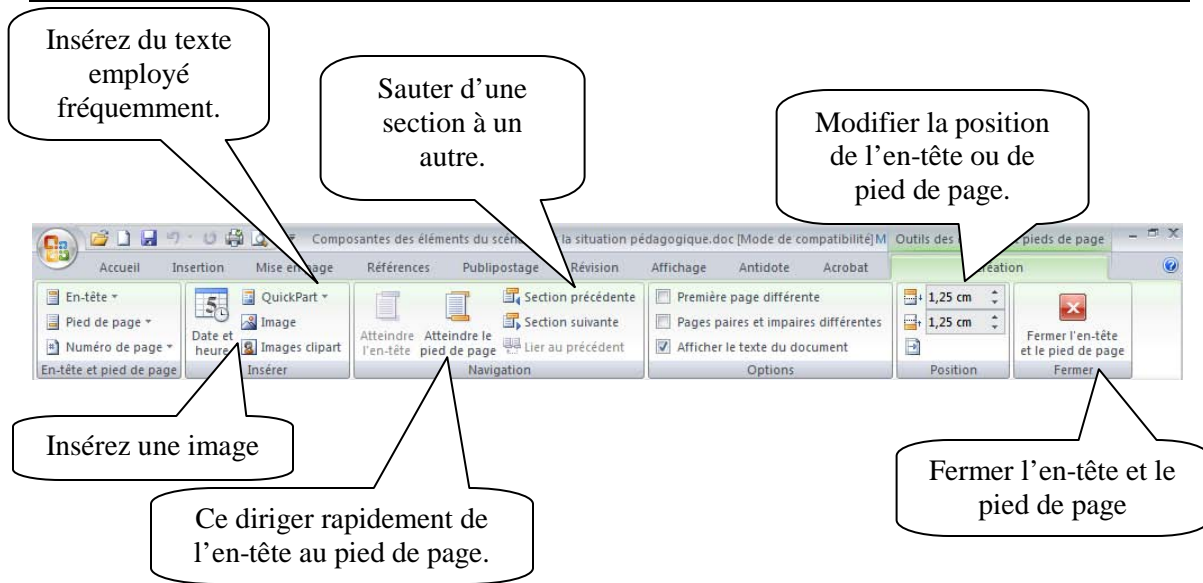 Insérez du texte
employé
fréquemment.
Sauter d’une
section à un
autre.
Modifier la position
de l’en-tête ou de
pied de page.
Composantes des éléments du la situation pédagogique.doc [Mode de compatibilité] M
Outils des pieds de page
Accueil Insertion Mise en page Références Publipostage Révision Affichage Antidote Acrobat
En-tête
Pied de page
Numéro de page
En-tête et pied de page
5
Date et
heure
QuickPart
Image
Images clipart
Insérer
Atteindre
l'en-tête
Atteindre le
pied de page
Section précédente
Section suivante
Lier au précédent
Navigation
Première page différente
Pages paires et impaires différentes
Afficher le texte du document
Options
1,25 cm
1,25 cm
Position
Fermer l'en-tête
et le pied de page
Fermer
Insérez une image
Ce diriger rapidement de
l’en-tête au pied de page.
Fermer l’en-tête et le
pied de page